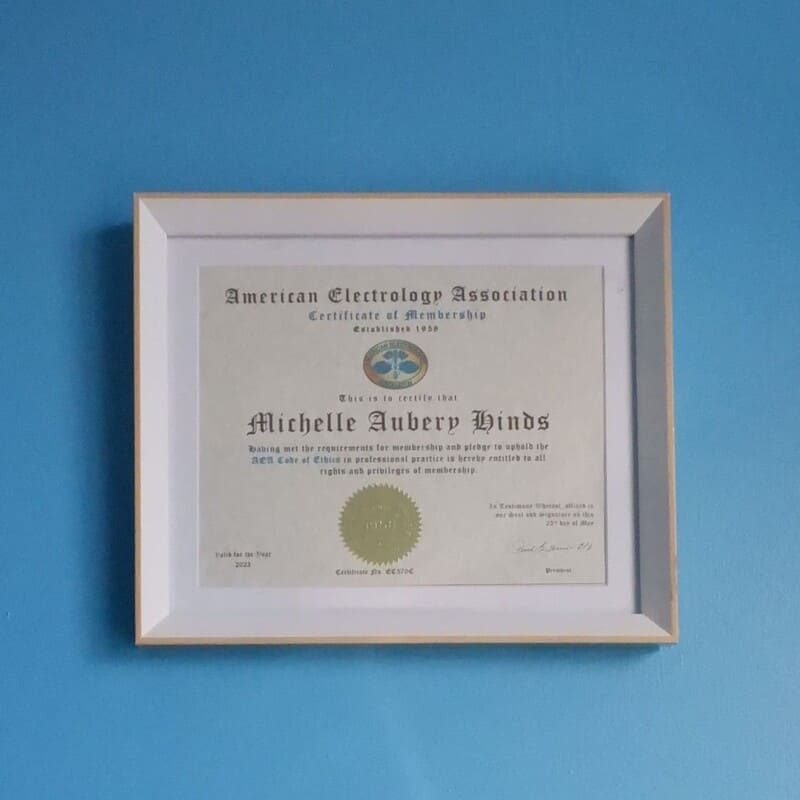 American Electrology Association
Certificate of Membership
Established 1958
This is to certify that
Michelle Aubery Hinds
Having met the requirements for membership and pledge to uphold the
AEA Code of Ethics in professional practice is hereby entitled to all
rights and privileges of membership.
1958
In Testimony Whereof, affixed is
our Seal and Signature on this
23rd day of May
Valid for the Year
2023
Certificate No.
President